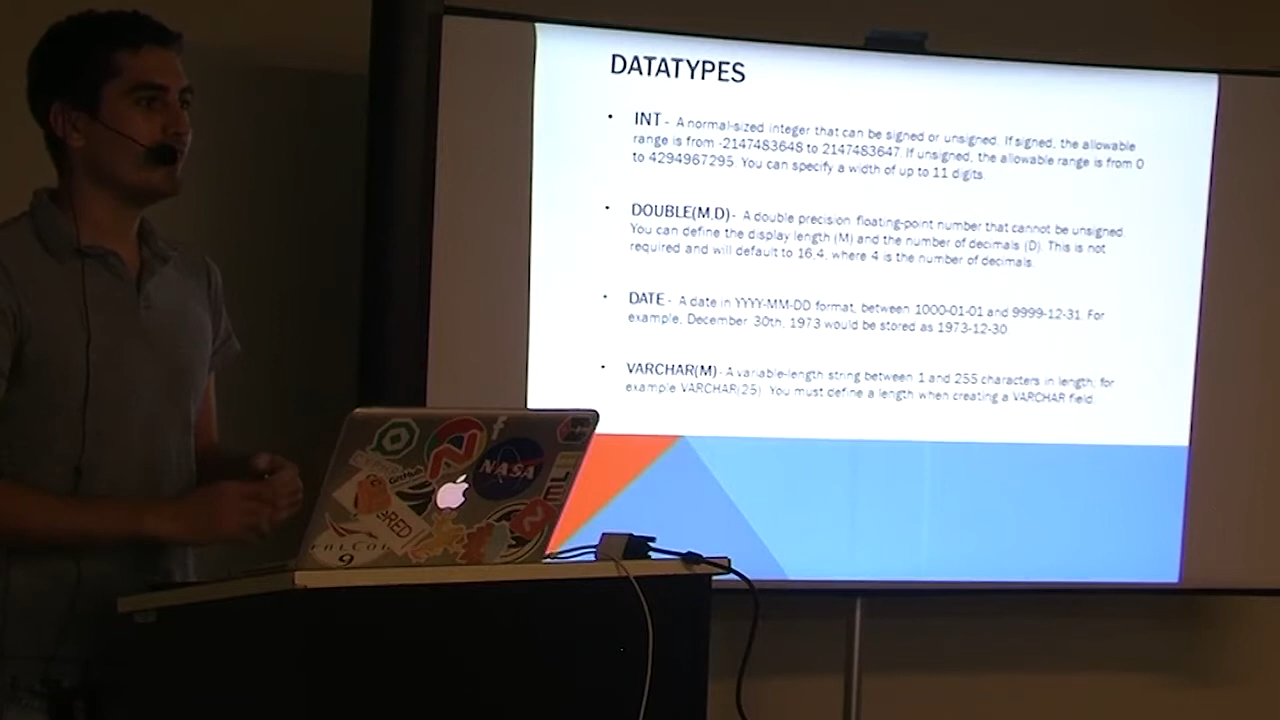 DATATYPES
• INT - A normal-sized integer that can be signed or unsigned. If signed, the allowable
range is from -2147483648 to 2147483647. If unsigned, the allowable range is from 0
to 4294967295. You can specify a width of up to 11 digits.
• DOUBLE(M,D) - A double precision floating-point number that cannot be unsigned.
You can define the display length (M) and the number of decimals (D). This is not
required and will default to 16,4, where 4 is the number of decimals.
• DATE - A date in YYYY-MM-DD format, between 1000-01-01 and 9999-12-31. For
example, December 30th, 1973 would be stored as 1973-12-30
• VARCHAR(M) - A variable-length string between 1 and 255 characters in length; for
example VARCHAR(25). You must define a length when creating a VARCHAR field.
GitHub
NASA
FALCON
9